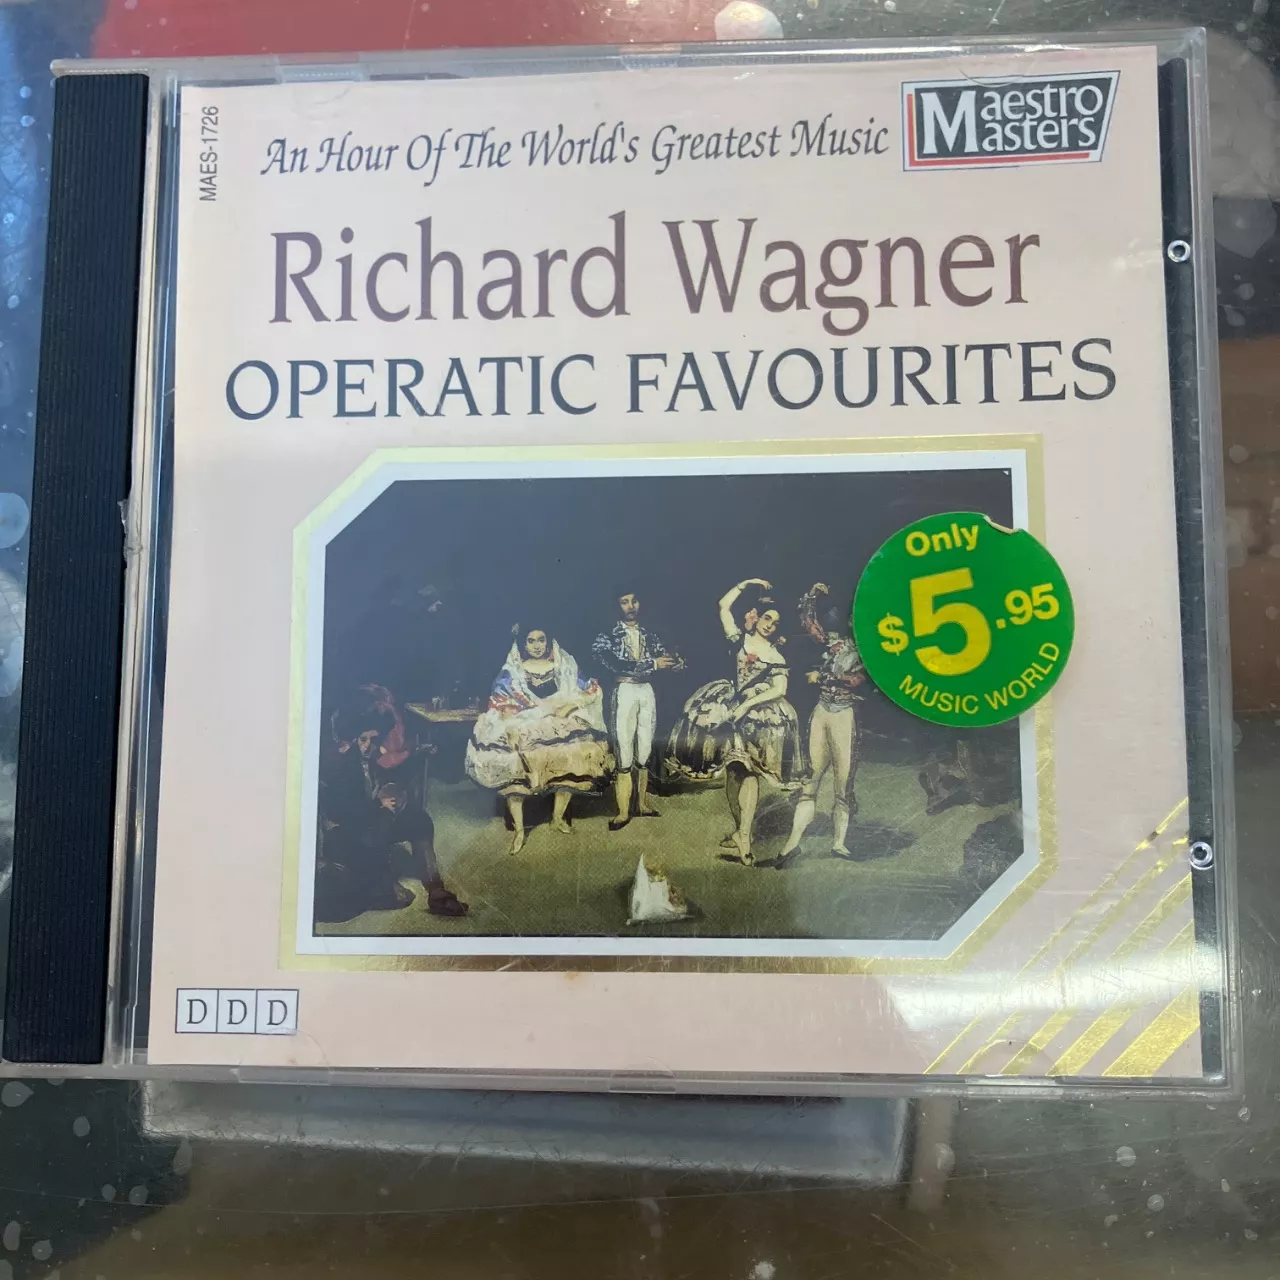 MAES-1726
An Hour Of The World's Greatest Music
Maestro
Masters
Richard Wagner
OPERATIC FAVOURITES
Only
$5.95
MUSIC WORLD
DDD